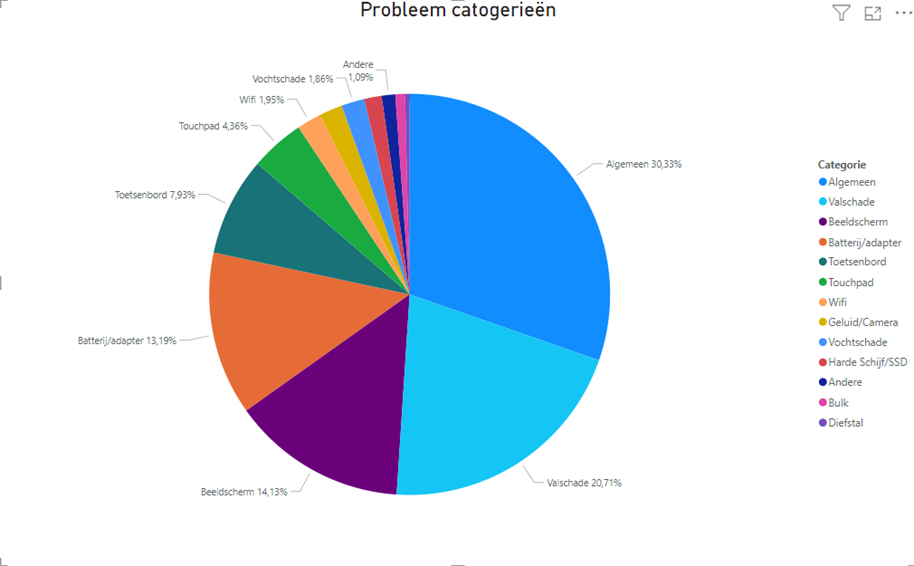 Probleem catogerieën
Andere
1,09%
Vochtschade 1,86%
Wifi 1,95%
Touchpad 4,36%
Toetsenbord 7,93%
Batterij/adapter 13,19%
Beeldscherm 14,13%
Valschade 20,71%
Algemeen 30,33%
Categorie
Algemeen
Valschade
Beeldscherm
Batterij/adapter
Toetsenbord
Touchpad
Wifi
Geluid/Camera
Vochtschade
Harde Schijf/SSD
Andere
Bulk
Diefstal